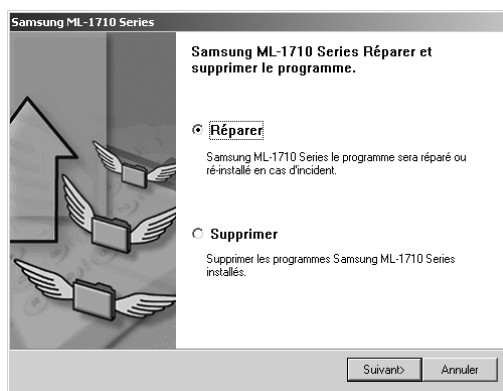 Samsung ML-1710 Series
Samsung ML-1710 Series Réparer et
supprimer le programme.
Réparer
Samsung ML-1710 Series le programme sera réparé ou
ré-installé en cas d'incident.
Supprimer
Supprimer les programmes Samsung ML-1710 Series
installés.
Suivant> Annuler